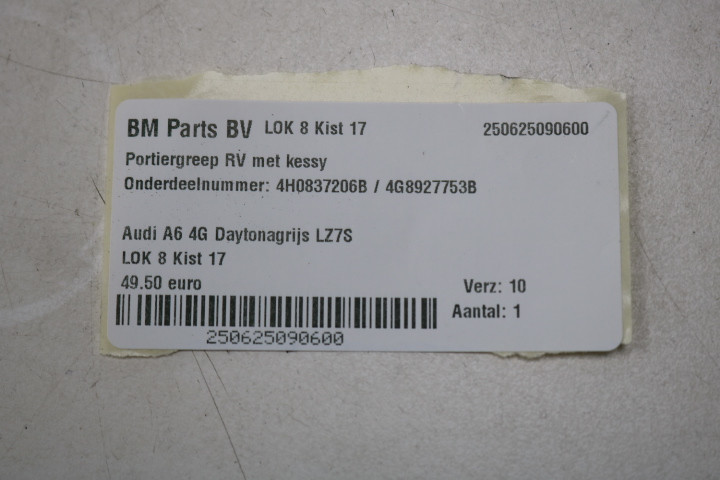 BM Parts BV LOK 8 Kist 17 250625090600
Portiergreep RV met kessy
Onderdeelnummer: 4H0837206B / 4G8927753B
Audi A6 4G Daytonagrijs LZ7S
LOK 8 Kist 17
49.50 euro Verz: 10
Aantal: 1
250625090600